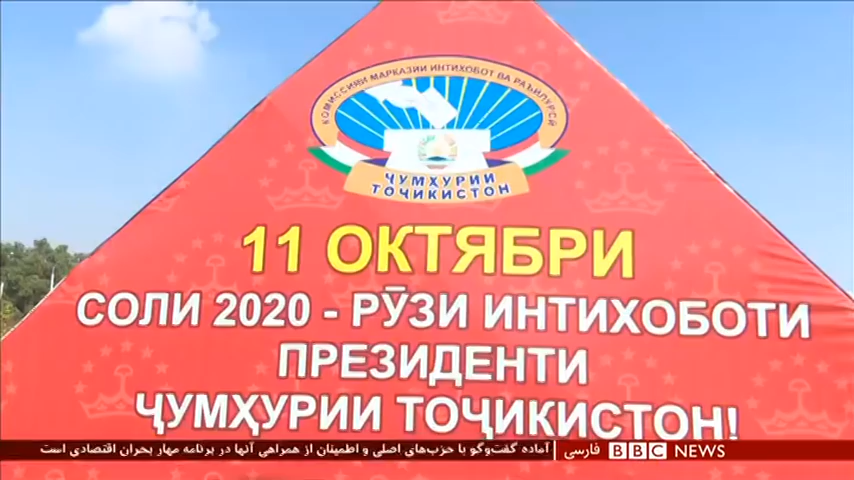 КОМИССИЯИ МАРКАЗИИ ИНТИХОБОТ ВА РАЪЙПУРСӢ
ҶУМҲУРИИ
ТОҶИКИСТОН
11 ОКТЯБРИ
СОЛИ 2020 - РӮЗИ ИНТИХОБОТИ
ПРЕЗИДЕНТИ
ҶУМҲУРИИ ТОҶИКИСТОН!
آماده گفت‌وگو با حزب‌های اصلی و اطمینان از همراهی آنها در برنامه مهار بحران اقتصادی است
BBC NEWS فارسی